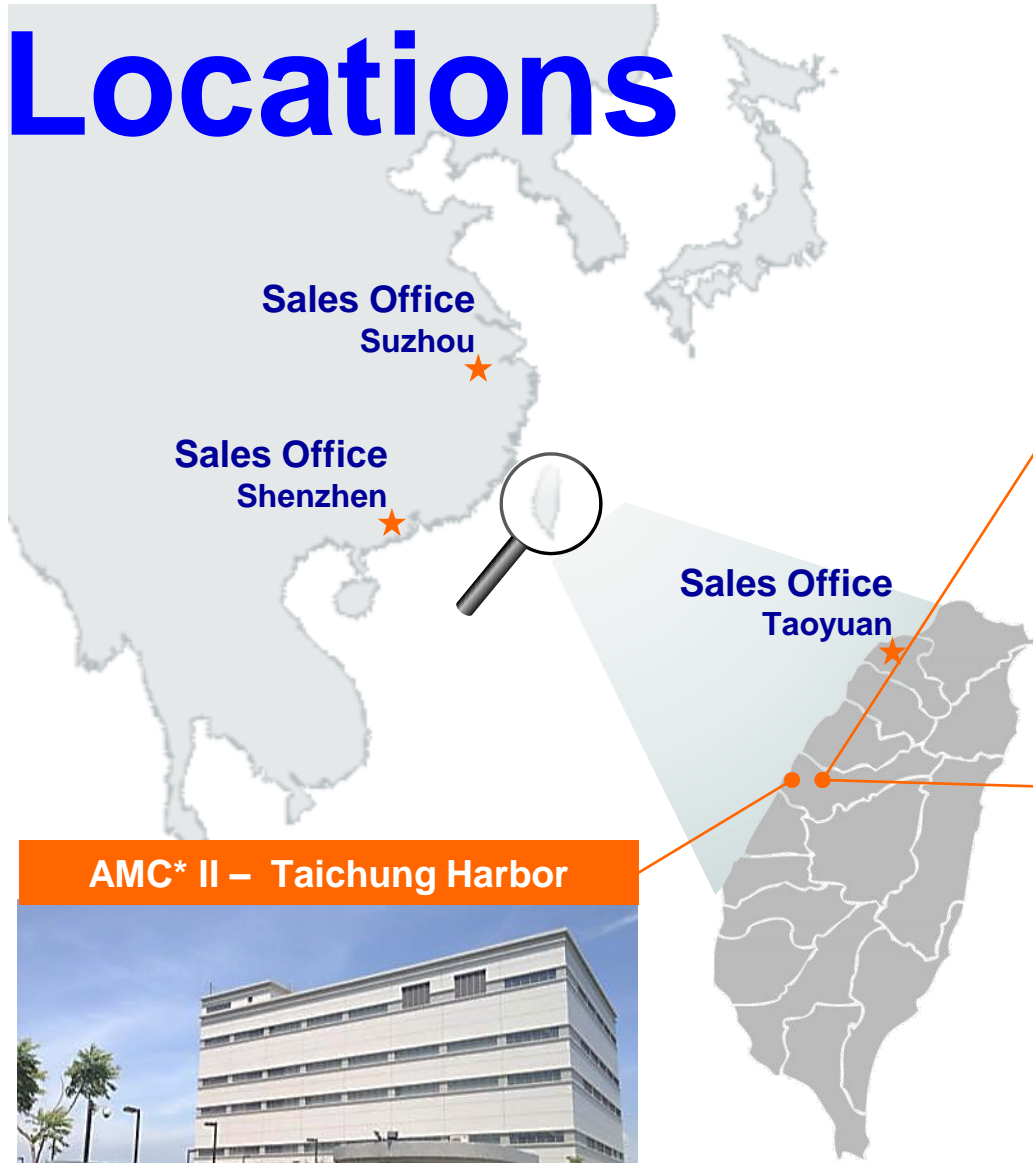 Locations
Sales Office
Suzhou
Sales Office
Shenzhen
Sales Office
Taoyuan
AMC* II – Taichung Harbor